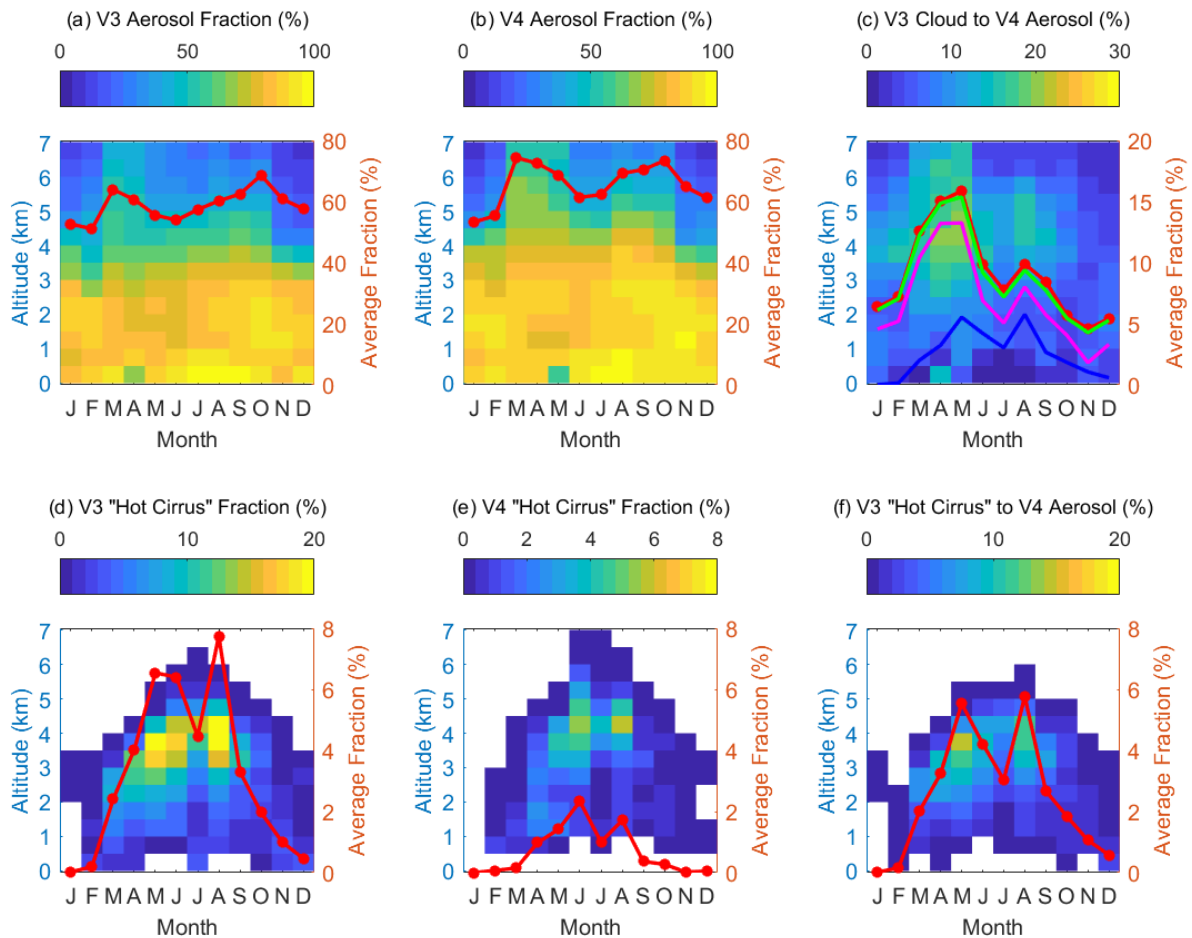 (a) V3 Aerosol Fraction (%)
0 50 100
7 6 5 4 3 2 1 0
Altitude (km)
80 60 40 20 0
Average Fraction (%)
J F M A M J J A S O N D
Month
(b) V4 Aerosol Fraction (%)
0 50 100
7 6 5 4 3 2 1 0
Altitude (km)
80 60 40 20 0
Average Fraction (%)
J F M A M J J A S O N D
Month
(c) V3 Cloud to V4 Aerosol (%)
0 10 20 30
7 6 5 4 3 2 1 0
Altitude (km)
20 15 10 5 0
Average Fraction (%)
J F M A M J J A S O N D
Month
(d) V3 "Hot Cirrus" Fraction (%)
0 10 20
7 6 5 4 3 2 1 0
Altitude (km)
8 6 4 2 0
Average Fraction (%)
J F M A M J J A S O N D
Month
(e) V4 "Hot Cirrus" Fraction (%)
0 2 4 6 8
7 6 5 4 3 2 1 0
Altitude (km)
8 6 4 2 0
Average Fraction (%)
J F M A M J J A S O N D
Month
(f) V3 "Hot Cirrus" to V4 Aerosol (%)
0 10 20
7 6 5 4 3 2 1 0
Altitude (km)
8 6 4 2 0
Average Fraction (%)
J F M A M J J A S O N D
Month